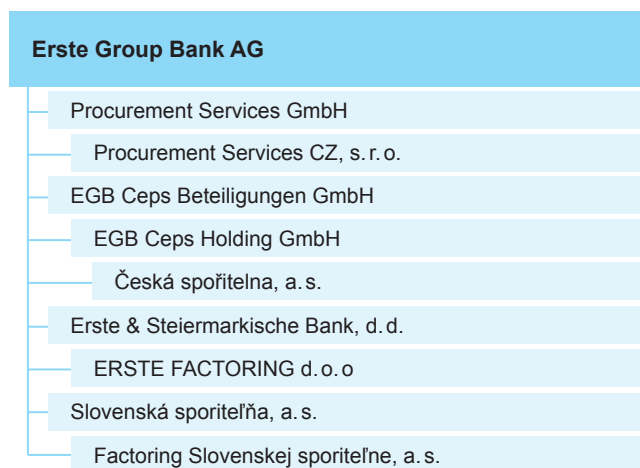 Erste Group Bank AG
Procurement Services GmbH
Procurement Services CZ, s.r.o.
EGB Ceps Beteiligungen GmbH
EGB Ceps Holding GmbH
Česká spořitelna, a.s.
Erste & Steiermarkische Bank, d.d.
ERSTE FACTORING d.o.o
Slovenská sporiteľňa, a.s.
Factoring Slovenskej sporiteľne, a.s.